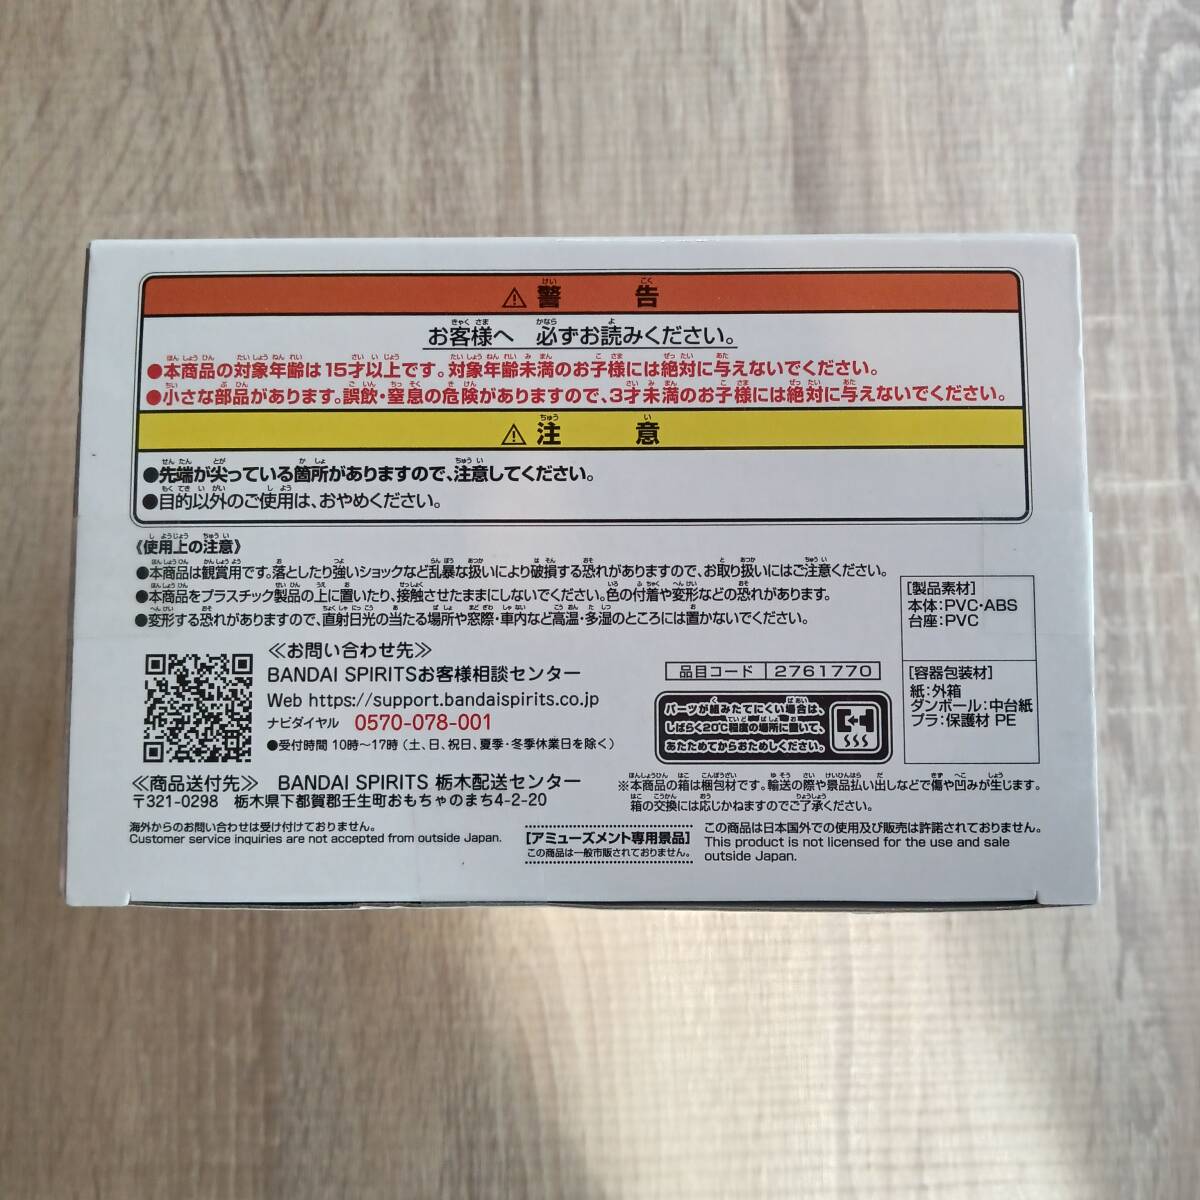 ⚠ 警告
お客様へ 必ずお読みください。
●本商品の対象年齢は15才以上です。対象年齢未満のお子様には絶対に与えないでください。
●小さな部品があります。誤飲・窒息の危険がありますので、3才未満のお子様には絶対に与えないでください。
⚠ 注意
●先端が尖っている箇所がありますので、注意してください。
●目的以外のご使用は、おやめください。
《使用上の注意》
●本商品は観賞用です。落としたり強いショックなど乱暴な扱いにより破損する恐れがありますので、お取り扱いにはご注意ください。
●本商品をプラスチック製品の上に置いたり、接触させたままにしないでください。色の付着や変形などの恐れがあります。
●変形する恐れがありますので、直射日光の当たる場所や窓際・車内など高温・多湿のところには置かないでください。
[製品素材]
本体:PVC・ABS
台座:PVC
≪お問い合わせ先≫
BANDAI SPIRITSお客様相談センター
Web https://support.bandaispirits.co.jp
ナビダイヤル 0570-078-001
●受付時間 10時〜17時(土、日、祝日、夏季・冬季休業日を除く)
品目コード 2761770
パーツが組みたてにくい場合は、
しばらく20℃程度の場所に置いて、
あたためてからおためしください。
[容器包装材]
紙:外箱
ダンボール:中台紙
プラ:保護材 PE
≪商品送付先≫ BANDAI SPIRITS 栃木配送センター
〒321-0298 栃木県下都賀郡壬生町おもちゃのまち4-2-20
※本商品の箱は梱包材です。輸送の際や景品払い出しなどで傷や凹みが生じます。
箱の交換には応じかねますのでご了承ください。
海外からのお問い合わせは受け付けておりません。
Customer service inquiries are not accepted from outside Japan.
[アミューズメント専用景品]
この商品は一般市販されておりません。
この商品は日本国外での使用及び販売は許諾されておりません。
This product is not licensed for the use and sale
outside Japan.